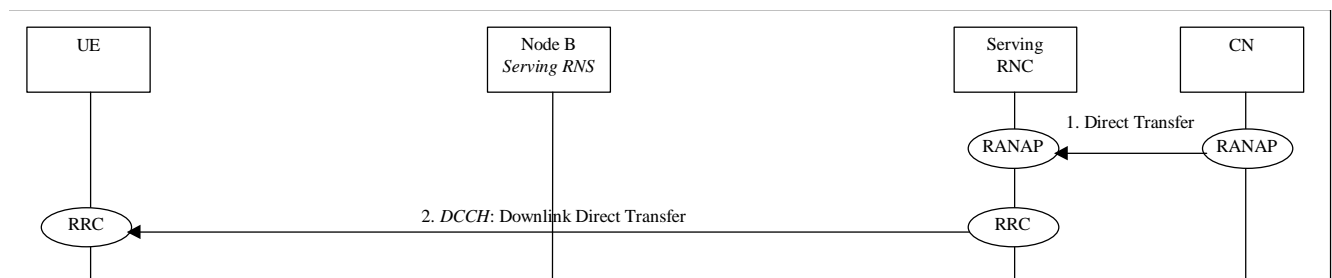 UE
Node B
Serving RNS
Serving
RNC
CN
1. Direct Transfer
RANAP
RANAP
RRC
2. DCCH: Downlink Direct Transfer
RRC